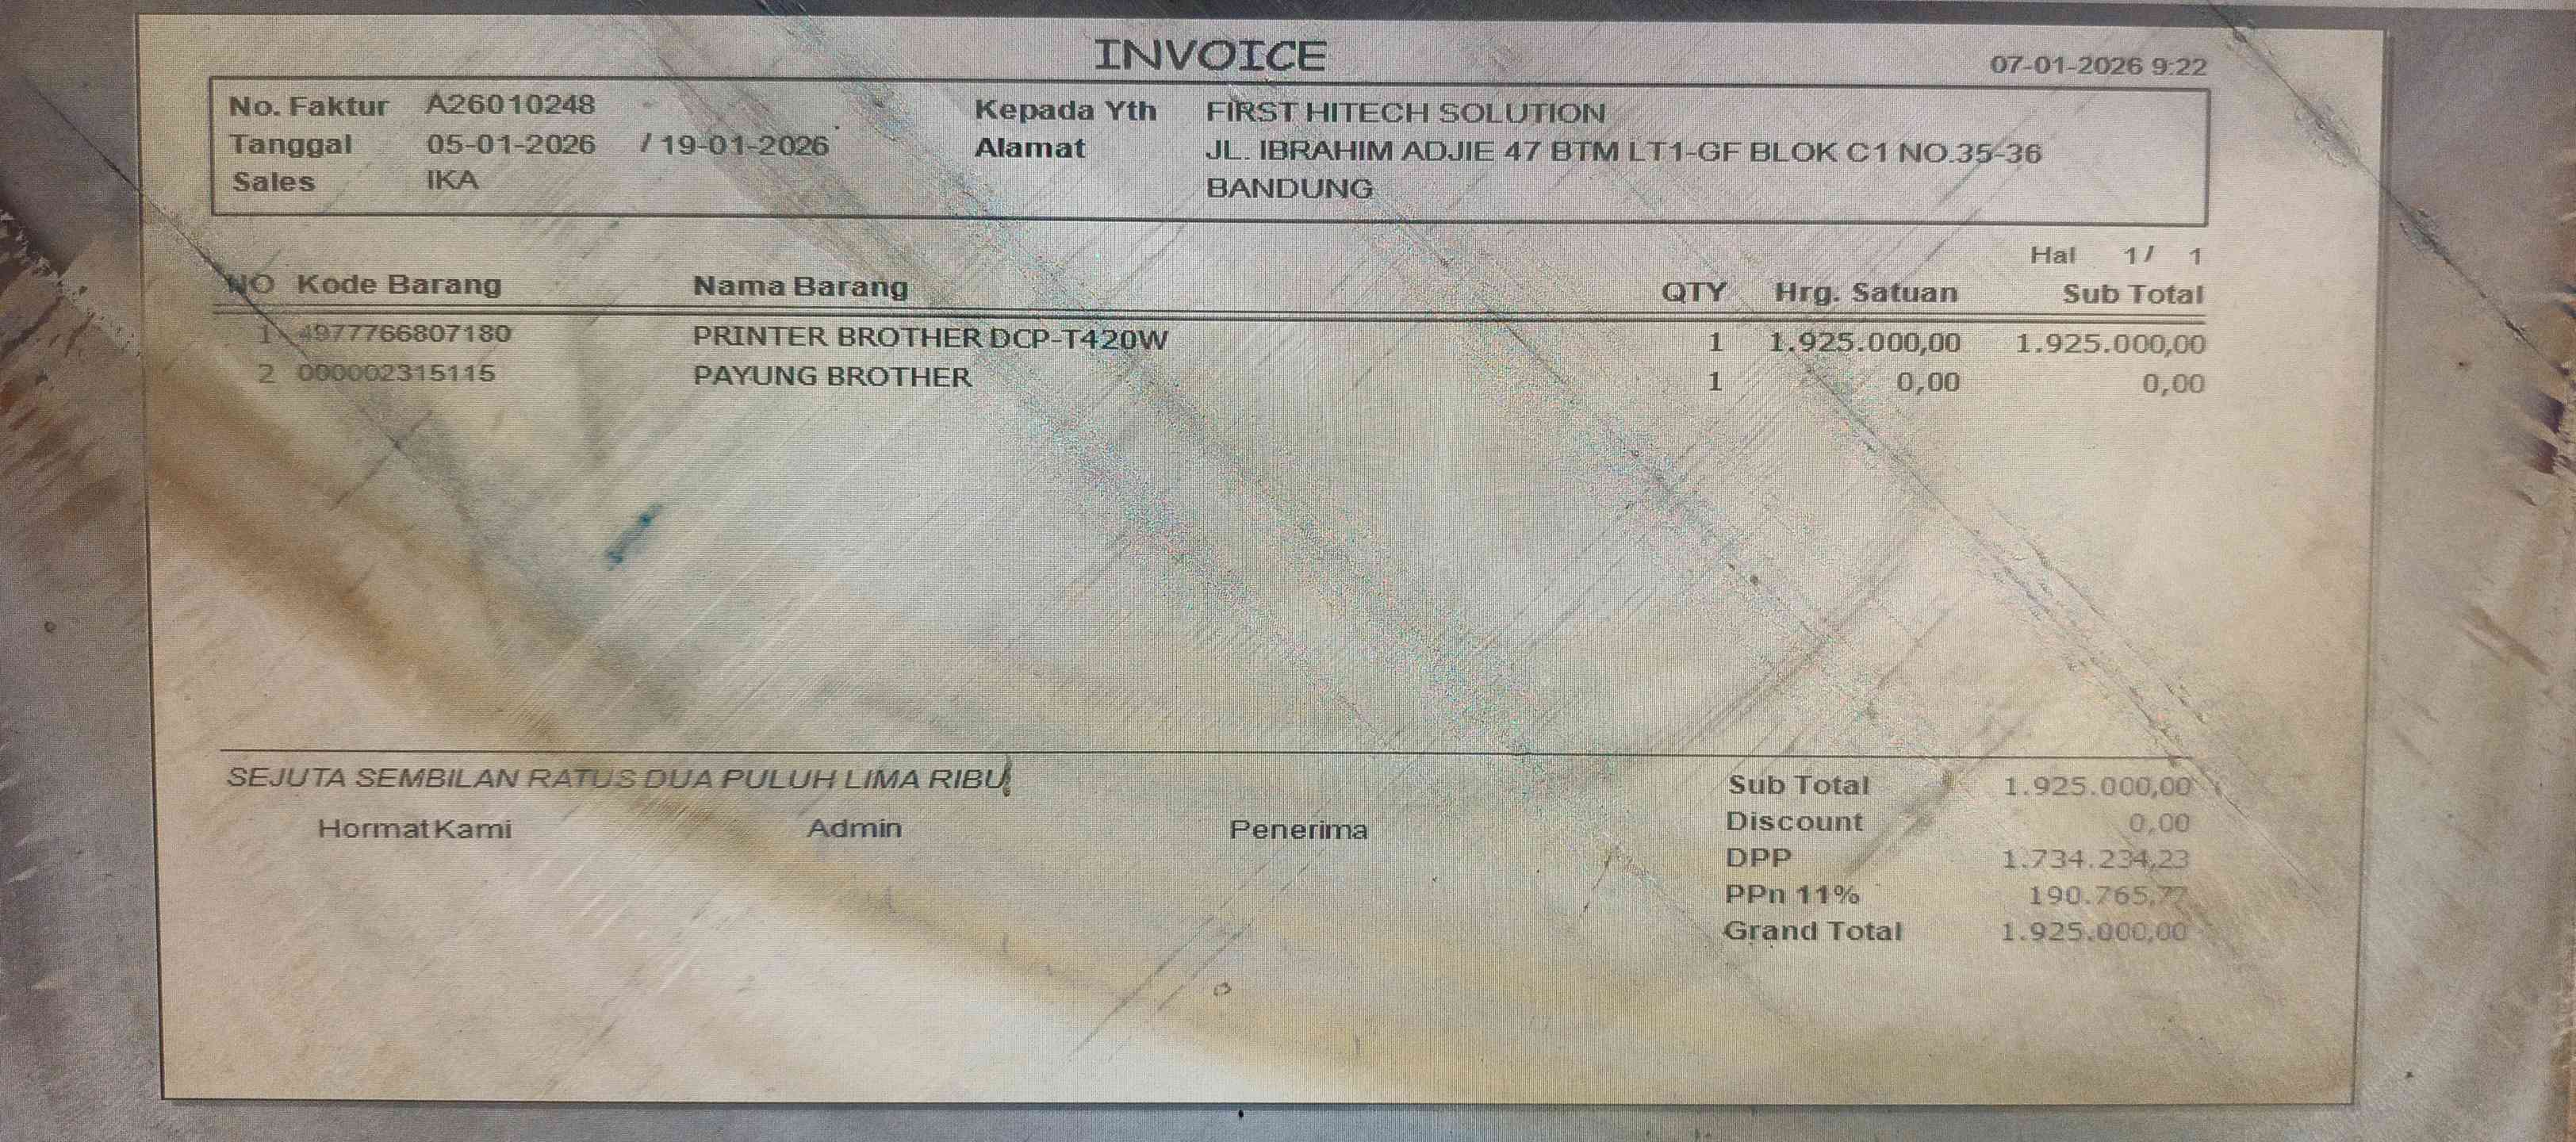 INVOICE
07-01-2026 9:22
No. Faktur A26010248
Tanggal 05-01-2026 / 19-01-2026
Sales IKA
Kepada Yth FIRST HITECH SOLUTION
Alamat JL. IBRAHIM ADJIE 47 BTM LT1-GF BLOK C1 NO.35-36
BANDUNG
Hal 1/ 1
NO Kode Barang Nama Barang QTY Hrg. Satuan Sub Total
1 4977766807180 PRINTER BROTHER DCP-T420W 1 1.925.000,00 1.925.000,00
2 000002315115 PAYUNG BROTHER 1 0,00 0,00
SEJUTA SEMBILAN RATUS DUA PULUH LIMA RIBU
Hormat Kami Admin Penerima
Sub Total 1.925.000,00
Discount 0,00
DPP 1.734.234,23
PPn 11% 190.765,77
Grand Total 1.925.000,00